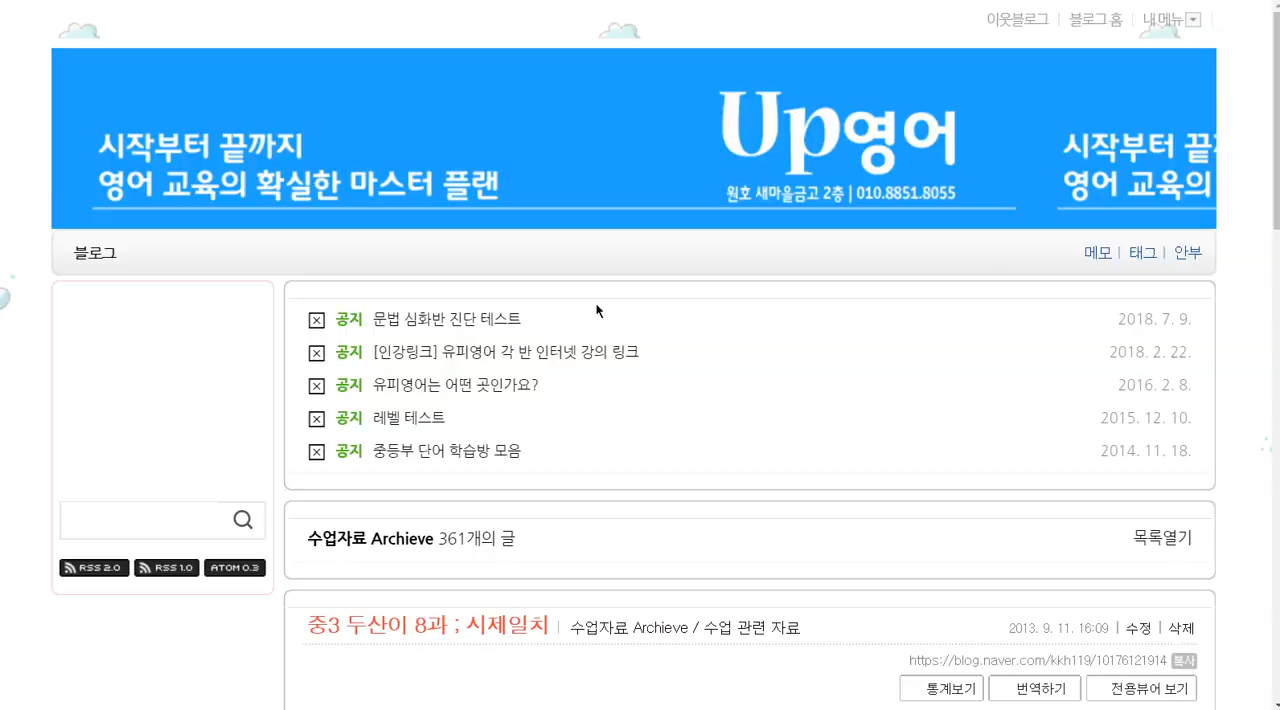 이웃블로그 | 블로그 홈 | 내 메뉴
시작부터 끝까지
영어 교육의 확실한 마스터 플랜
Up영어
원호 새마을금고 2층 | 010.8851.8055
시작부터 끝
영어 교육의
블로그
메모 | 태그 | 안부
공지 문법 심화반 진단 테스트 2018. 7. 9.
공지 [인강링크] 유피영어 각 반 인터넷 강의 링크 2018. 2. 22.
공지 유피영어는 어떤 곳인가요? 2016. 2. 8.
공지 레벨 테스트 2015. 12. 10.
공지 중등부 단어 학습방 모음 2014. 11. 18.
RSS 2.0 RSS 1.0 ATOM 0.3
수업자료 Archieve 361개의 글 목록열기
중3 두산이 8과 ; 시제일치 | 수업자료 Archieve / 수업 관련 자료 2013. 9. 11. 16:09 | 수정 | 삭제
https://blog.naver.com/kkh119/10176121914 복사
통계보기 번역하기 전용뷰어 보기